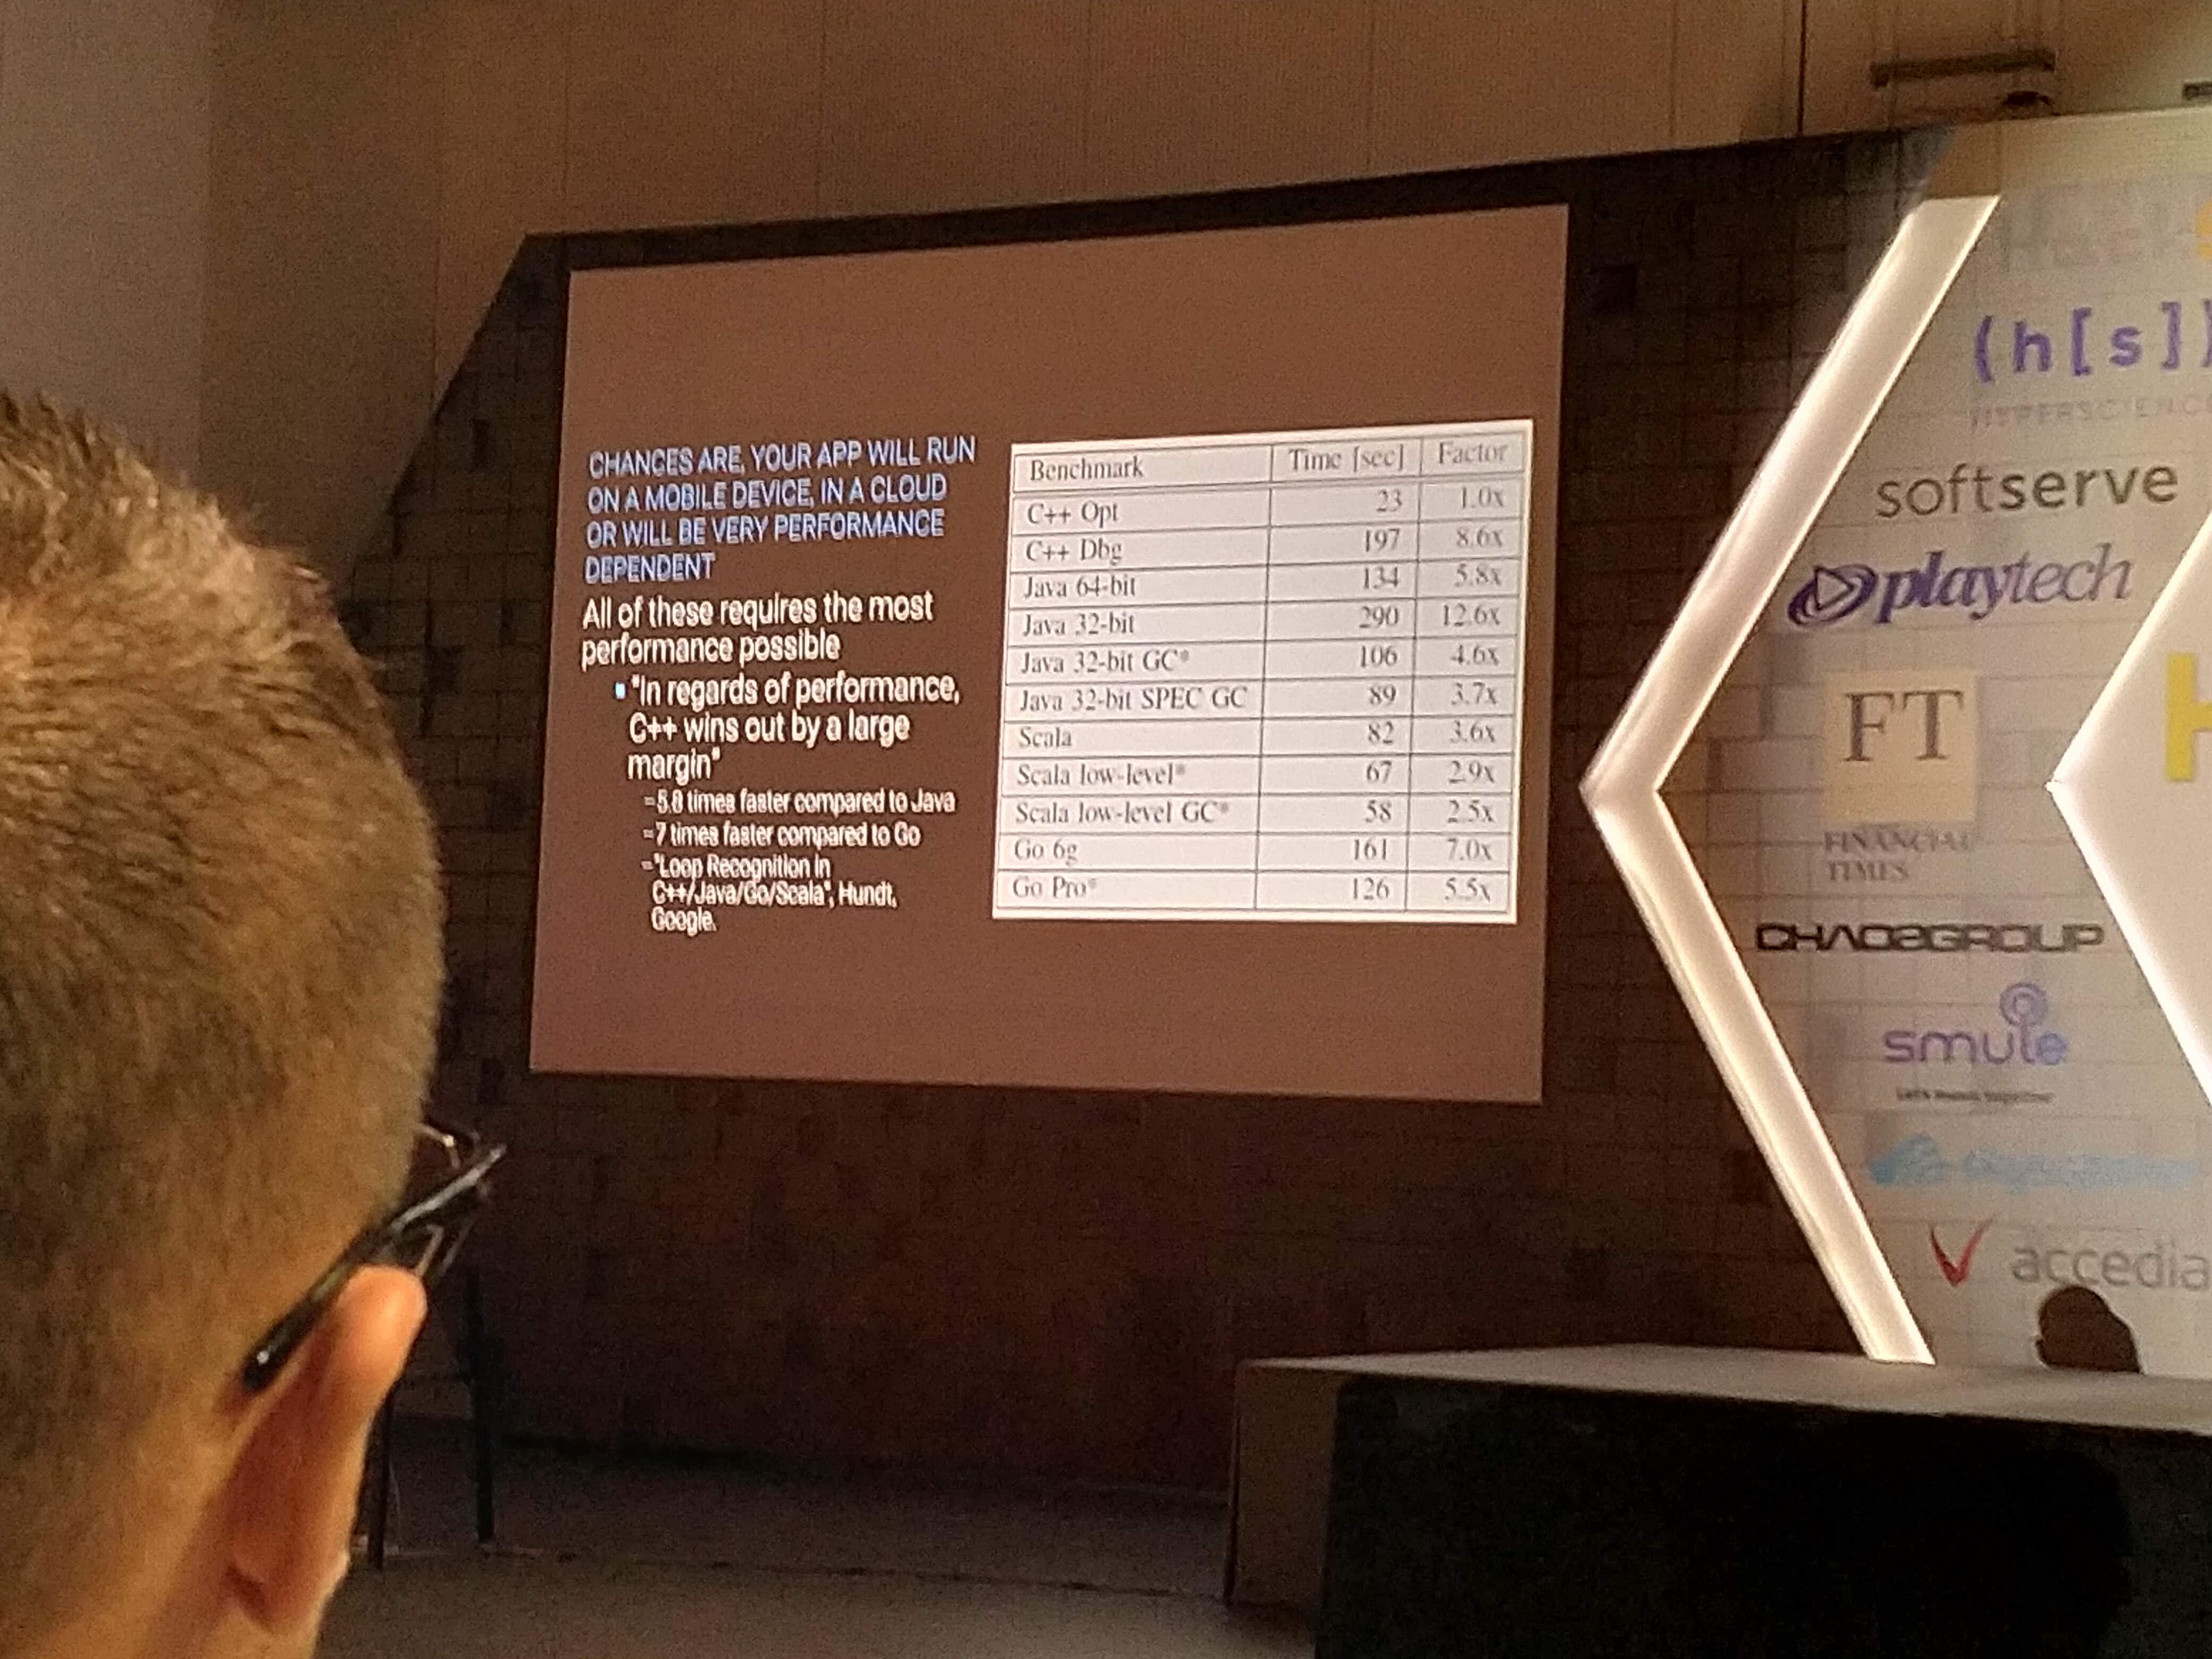 CHANGES ARE, YOUR APP WILL RUN
ON A MOBILE DEVICE, IN A CLOUD
OR WILL BE VERY PERFORMANCE
DEPENDENT
All of these requires the most
performance possible
"In regards of performance,
C++ wins out by a large
margin"
5.8 times faster compared to Java
7 times faster compared to Go
"Loop Recognition in
C++/Java/Go/Scala", Hundt,
Google.
Benchmark Time [sec] Factor
C++ Opt 23 1.0x
C++ Dbg 197 8.6x
Java 64-bit 134 5.8x
Java 32-bit 290 12.6x
Java 32-bit GC* 106 4.6x
Java 32-bit SPEC GC 89 3.7x
Scala 82 3.6x
Scala low-level* 67 2.9x
Scala low-level GC* 58 2.5x
Go 6g 161 7.0x
Go Pro* 126 5.5x
(h[s])
softserve
playtech
FT
FINANCIAL
TIMES
CHAOSGROUP
smule
accedia
H